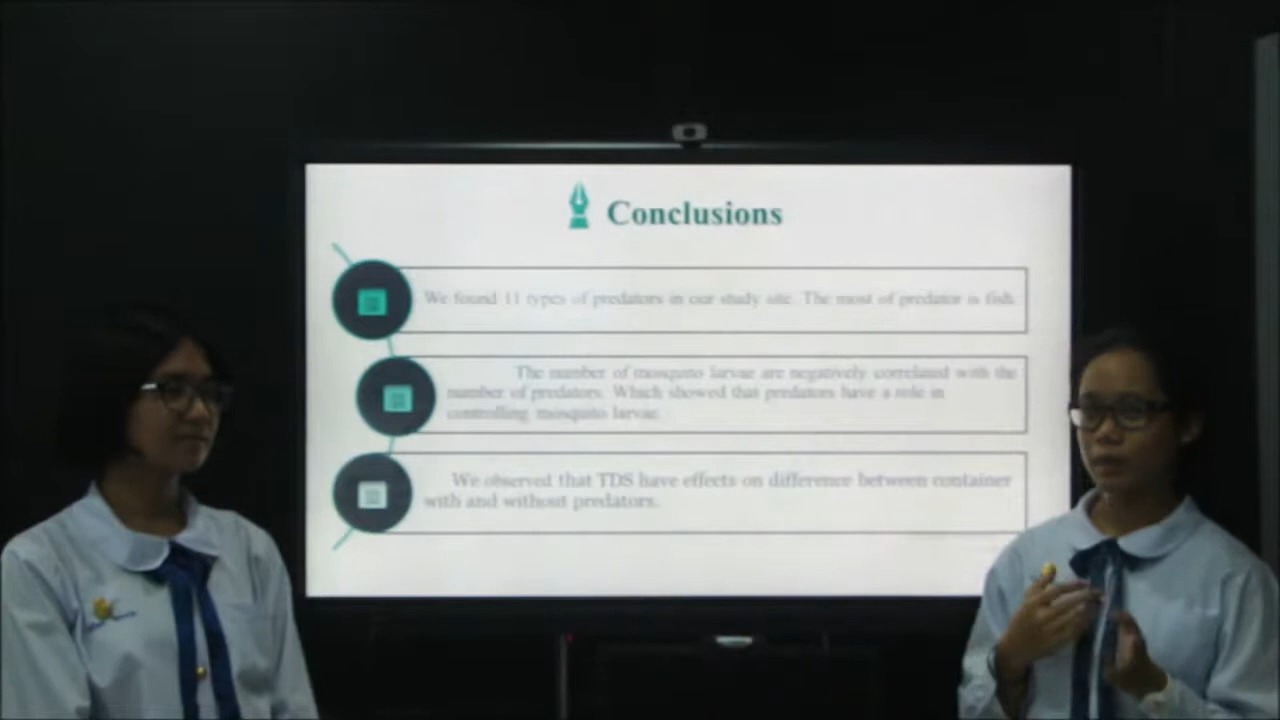 Conclusions
We found 11 types of predators in our study site. The most of predator is fish.
The number of mosquito larvae are negatively correlated with the
number of predators. Which showed that predators have a role in
controlling mosquito larvae.
We observed that TDS have effects on difference between container
with and without predators.